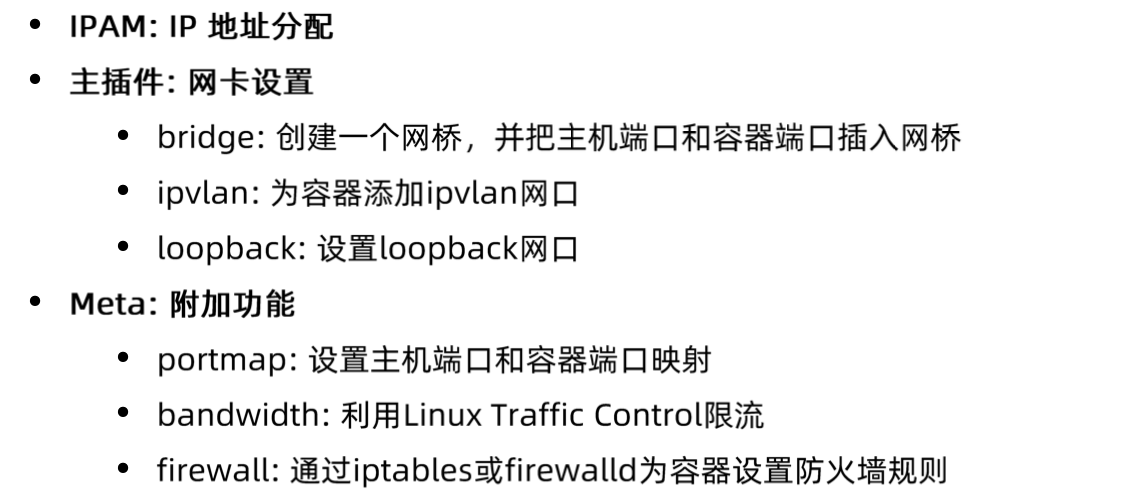 • IPAM: IP 地址分配
• 主插件: 网卡设置
• bridge: 创建一个网桥，并把主机端口和容器端口插入网桥
• ipvlan: 为容器添加ipvlan网口
• loopback: 设置loopback网口
• Meta: 附加功能
• portmap: 设置主机端口和容器端口映射
• bandwidth: 利用Linux Traffic Control限流
• firewall: 通过iptables或firewalld为容器设置防火墙规则